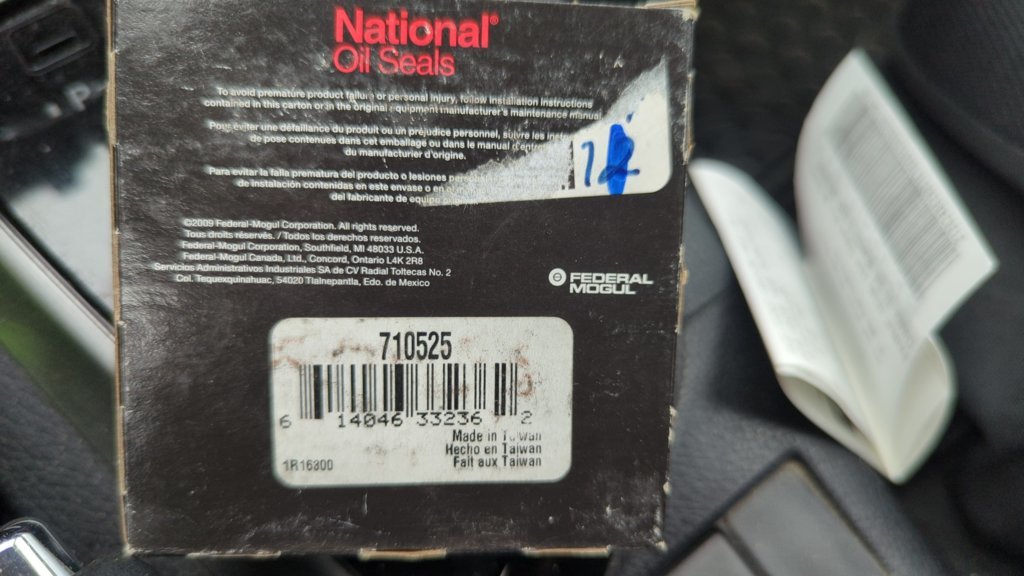 National®
Oil Seals
To avoid premature product failure or personal injury, follow installation instructions
contained in this carton or in the original equipment manufacturer's maintenance manual
Pour éviter une défaillance du produit ou un préjudice personnel, suivre les
de pose contenues dans cet emballage ou dans le manuel
du manufacturier d'origine.
Para evitar la falla prematura del producto o lesiones
de instalación contenidas en este envase o en el
del fabricante de equipo
©2009 Federal-Mogul Corporation. All rights reserved.
Tous droits réservés. / Todos los derechos reservados.
Federal-Mogul Corporation, Southfield, MI 48033 U.S.A.
Federal-Mogul Canada, Ltd., Concord, Ontario L4K 2R8
Servicios Administrativos Industriales SA de CV Radial Toltecas No. 2
Col. Tequexquinahuac, 54020 Tlalnepantla, Edo. de Mexico
FEDERAL
MOGUL
710525
6 14046 33236 2
Made in Taiwan
Hecho en Taiwan
Fait aux Taiwan
1R16300